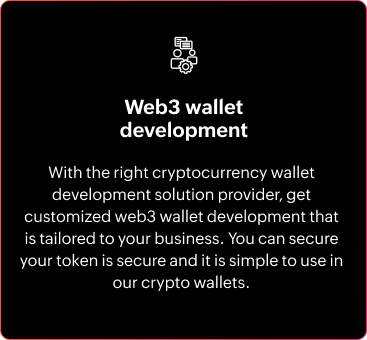 Web3 wallet
development
With the right cryptocurrency wallet
development solution provider, get
customized web3 wallet development that
is tailored to your business. You can secure
your token is secure and it is simple to use in
our crypto wallets.